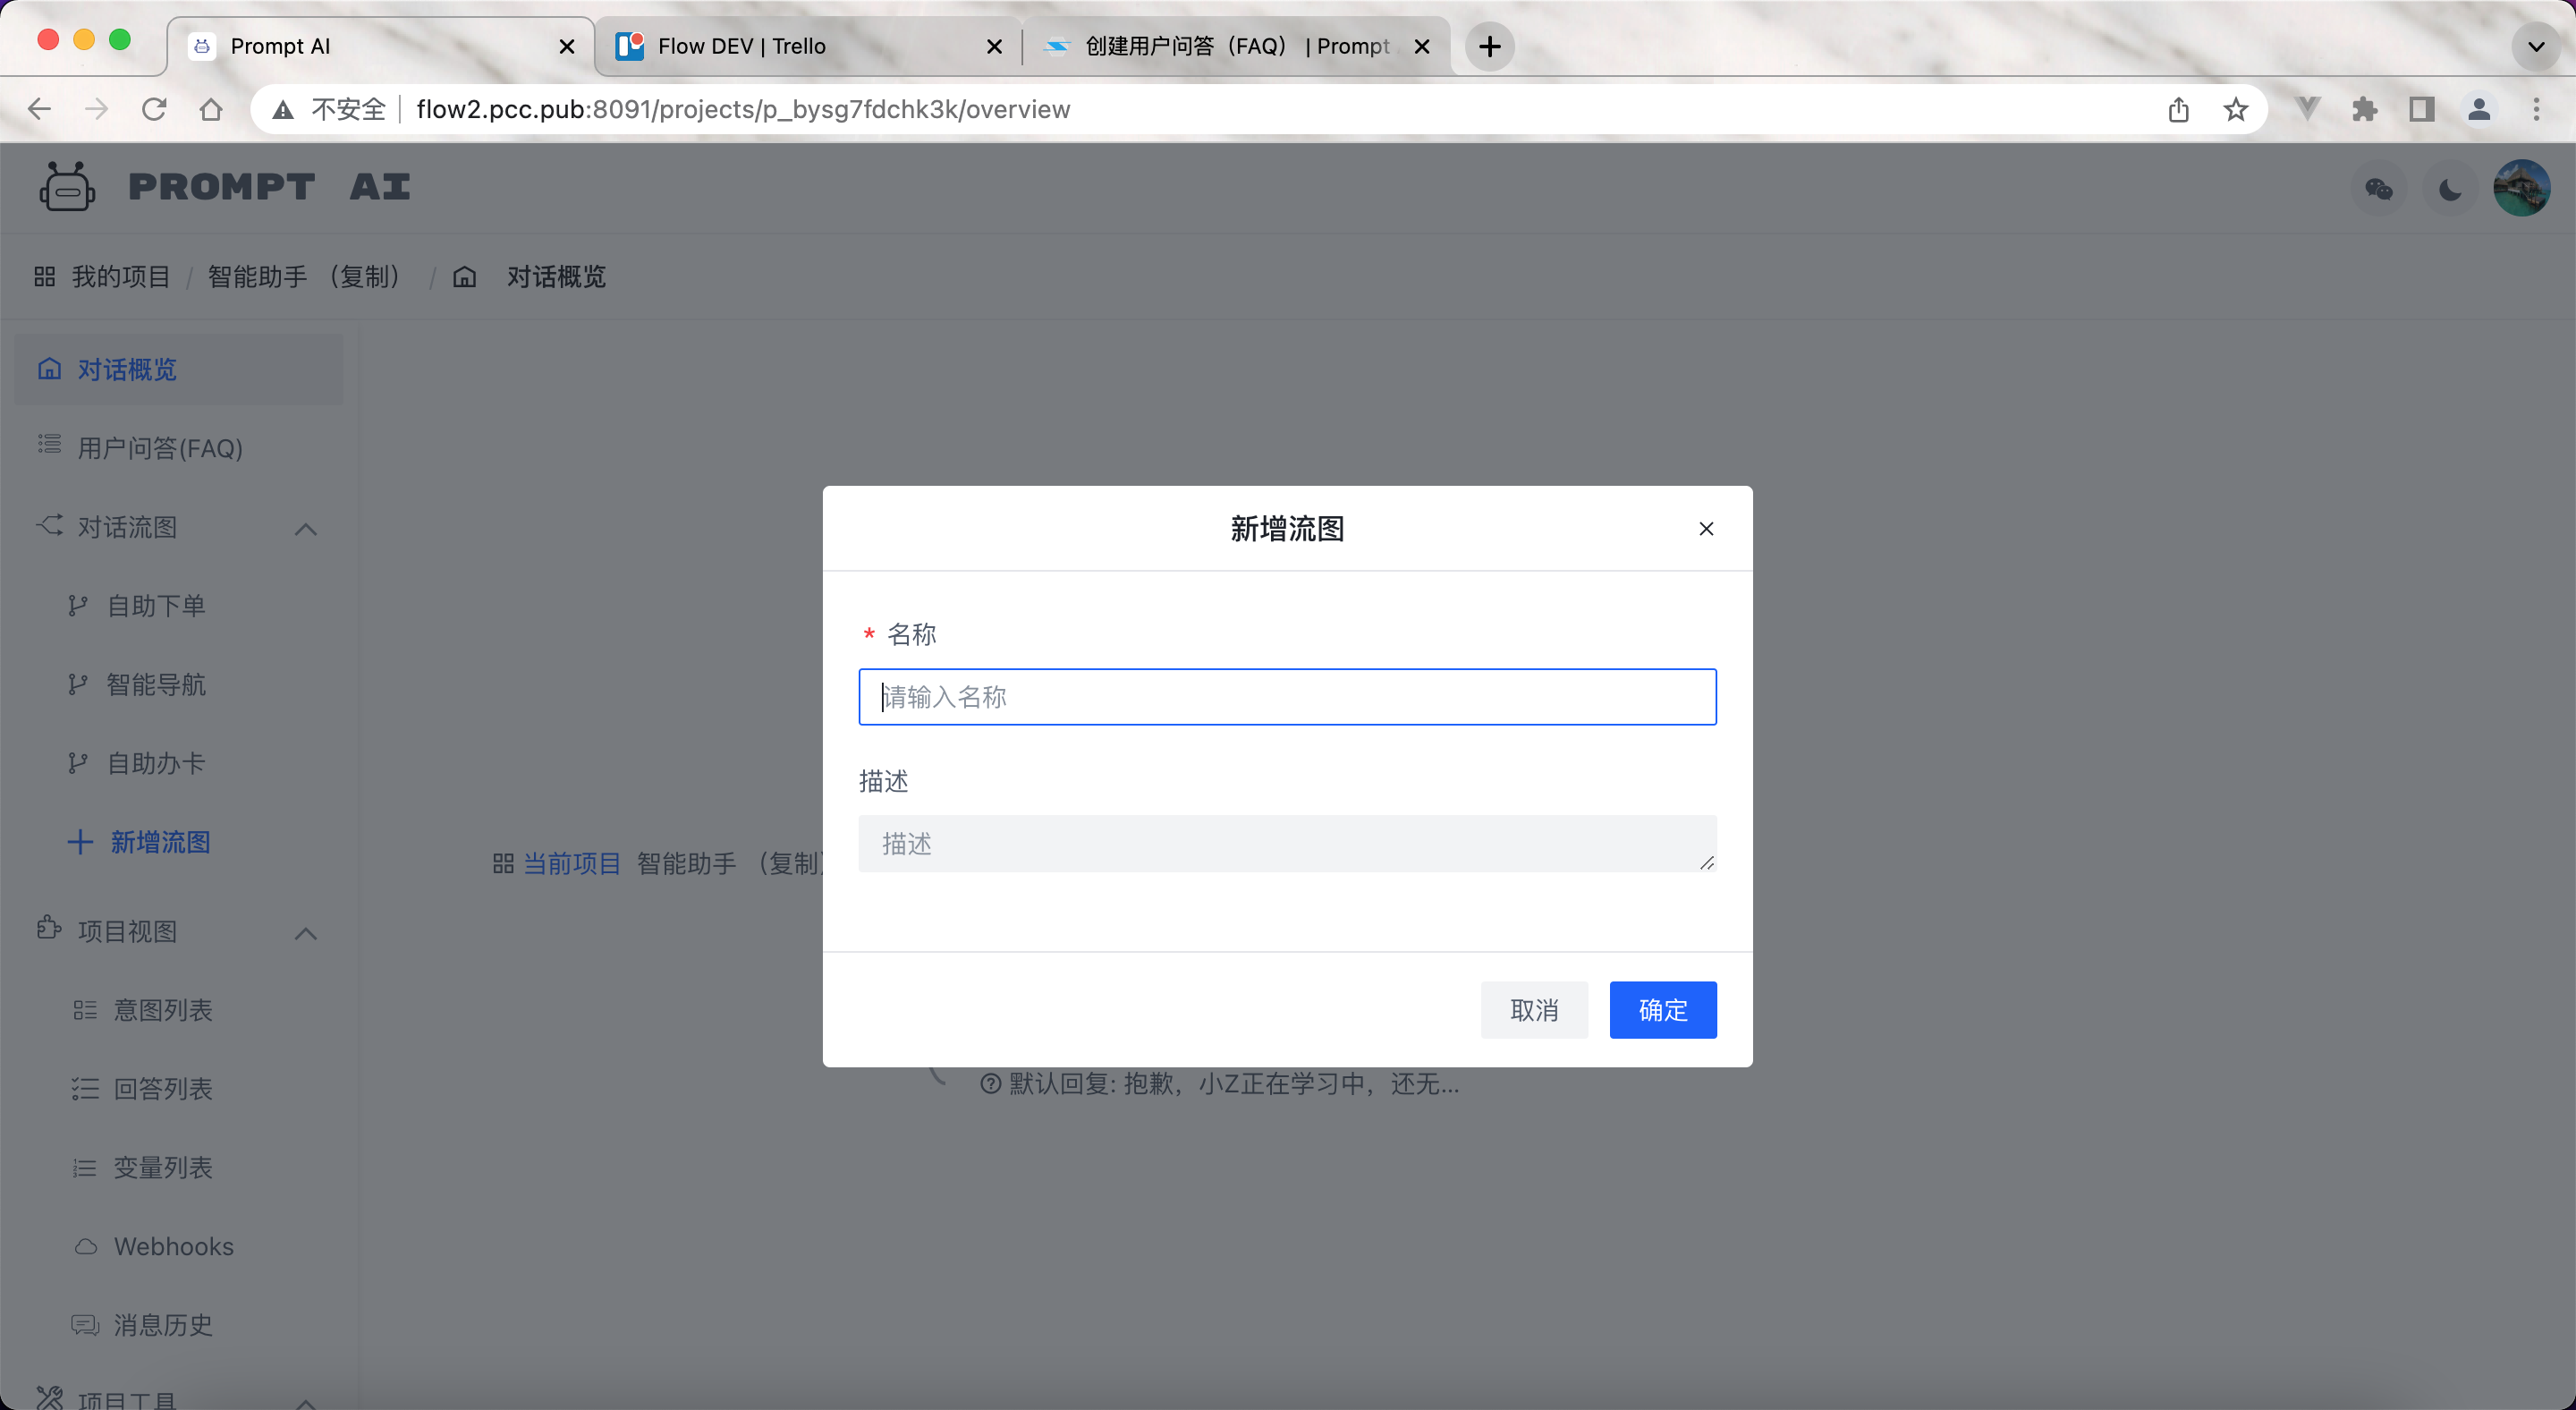 Prompt AI
Flow DEV | Trello
创建用户问答（FAQ） | Prompt
不安全
flow2.pcc.pub:8091/projects/p_bysg7fdchk3k/overview
PROMPT AI
我的项目 / 智能助手 （复制） / 对话概览
对话概览
用户问答(FAQ)
对话流图
自助下单
智能导航
自助办卡
新增流图
项目视图
意图列表
回答列表
变量列表
Webhooks
消息历史
项目工具
当前项目 智能助手 （复制）
新增流图
* 名称
请输入名称
描述
描述
取消
确定
默认回复: 抱歉，小Z正在学习中，还无...